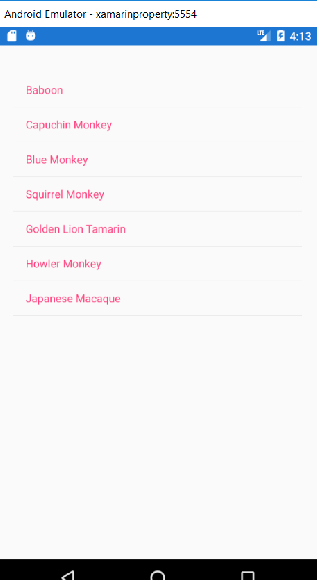 Android Emulator - xamarinproperty:5554
LTE 4:13
Baboon
Capuchin Monkey
Blue Monkey
Squirrel Monkey
Golden Lion Tamarin
Howler Monkey
Japanese Macaque